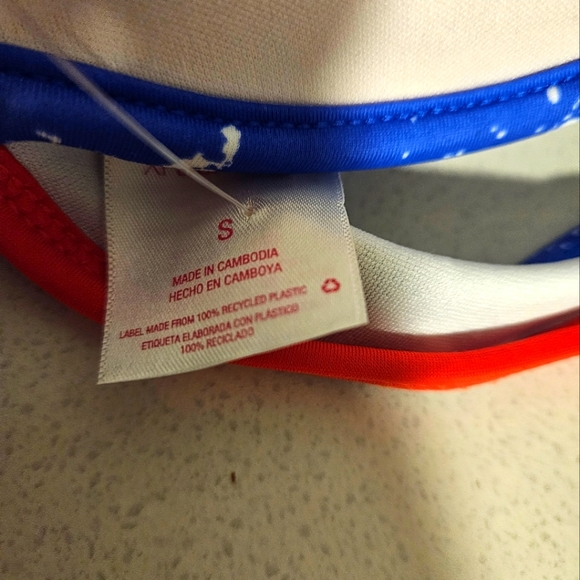 S
MADE IN CAMBODIA
HECHO EN CAMBOYA
LABEL MADE FROM 100% RECYCLED PLASTIC
ETIQUETA ELABORADA CON PLÁSTICO
100% RECICLADO